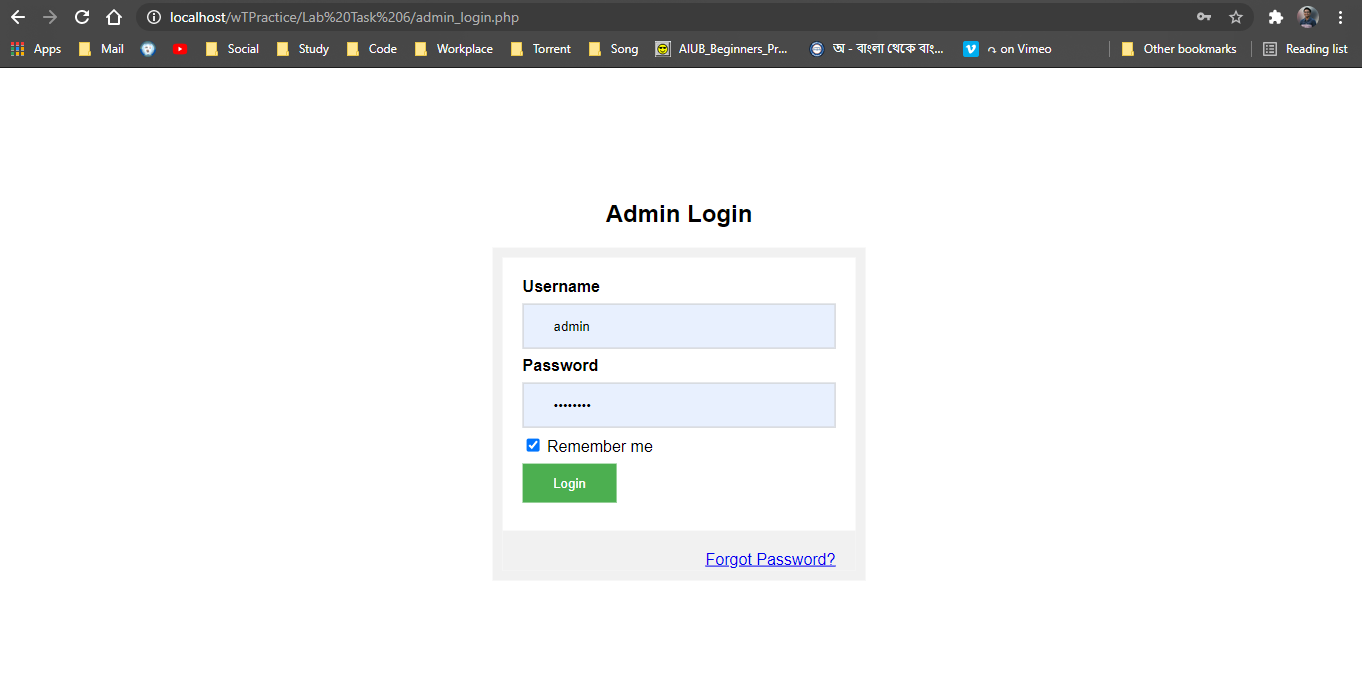 localhost/wTPractice/Lab%20Task%206/admin_login.php
Apps Mail Social Study Code Workplace Torrent Song AIUB_Beginners_Pr... অ - বাংলা থেকে বাং... on Vimeo Other bookmarks Reading list
Admin Login
Username
admin
Password
••••••••
Remember me
Login
Forgot Password?